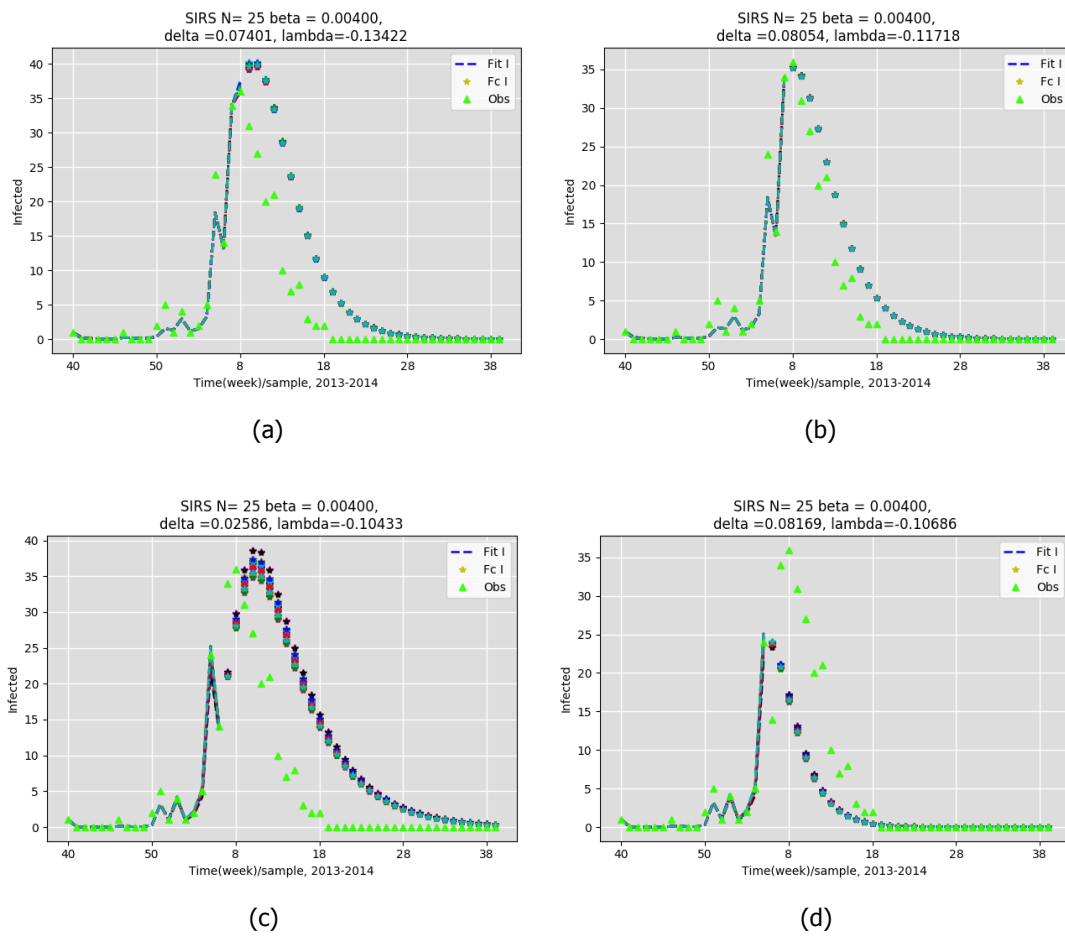 SIRS N= 25 beta = 0.00400,
delta =0.07401, lambda=-0.13422
Fit I
Fc I
Obs
40
35
30
25
20
15
10
5
0
Infected
40 50 8 18 28 38
Time(week)/sample, 2013-2014
(a)
SIRS N= 25 beta = 0.00400,
delta =0.08054, lambda=-0.11718
Fit I
Fc I
Obs
35
30
25
20
15
10
5
0
Infected
40 50 8 18 28 38
Time(week)/sample, 2013-2014
(b)
SIRS N= 25 beta = 0.00400,
delta =0.02586, lambda=-0.10433
Fit I
Fc I
Obs
40
35
30
25
20
15
10
5
0
Infected
40 50 8 18 28 38
Time(week)/sample, 2013-2014
(c)
SIRS N= 25 beta = 0.00400,
delta =0.08169, lambda=-0.10686
Fit I
Fc I
Obs
35
30
25
20
15
10
5
0
Infected
40 50 8 18 28 38
Time(week)/sample, 2013-2014
(d)